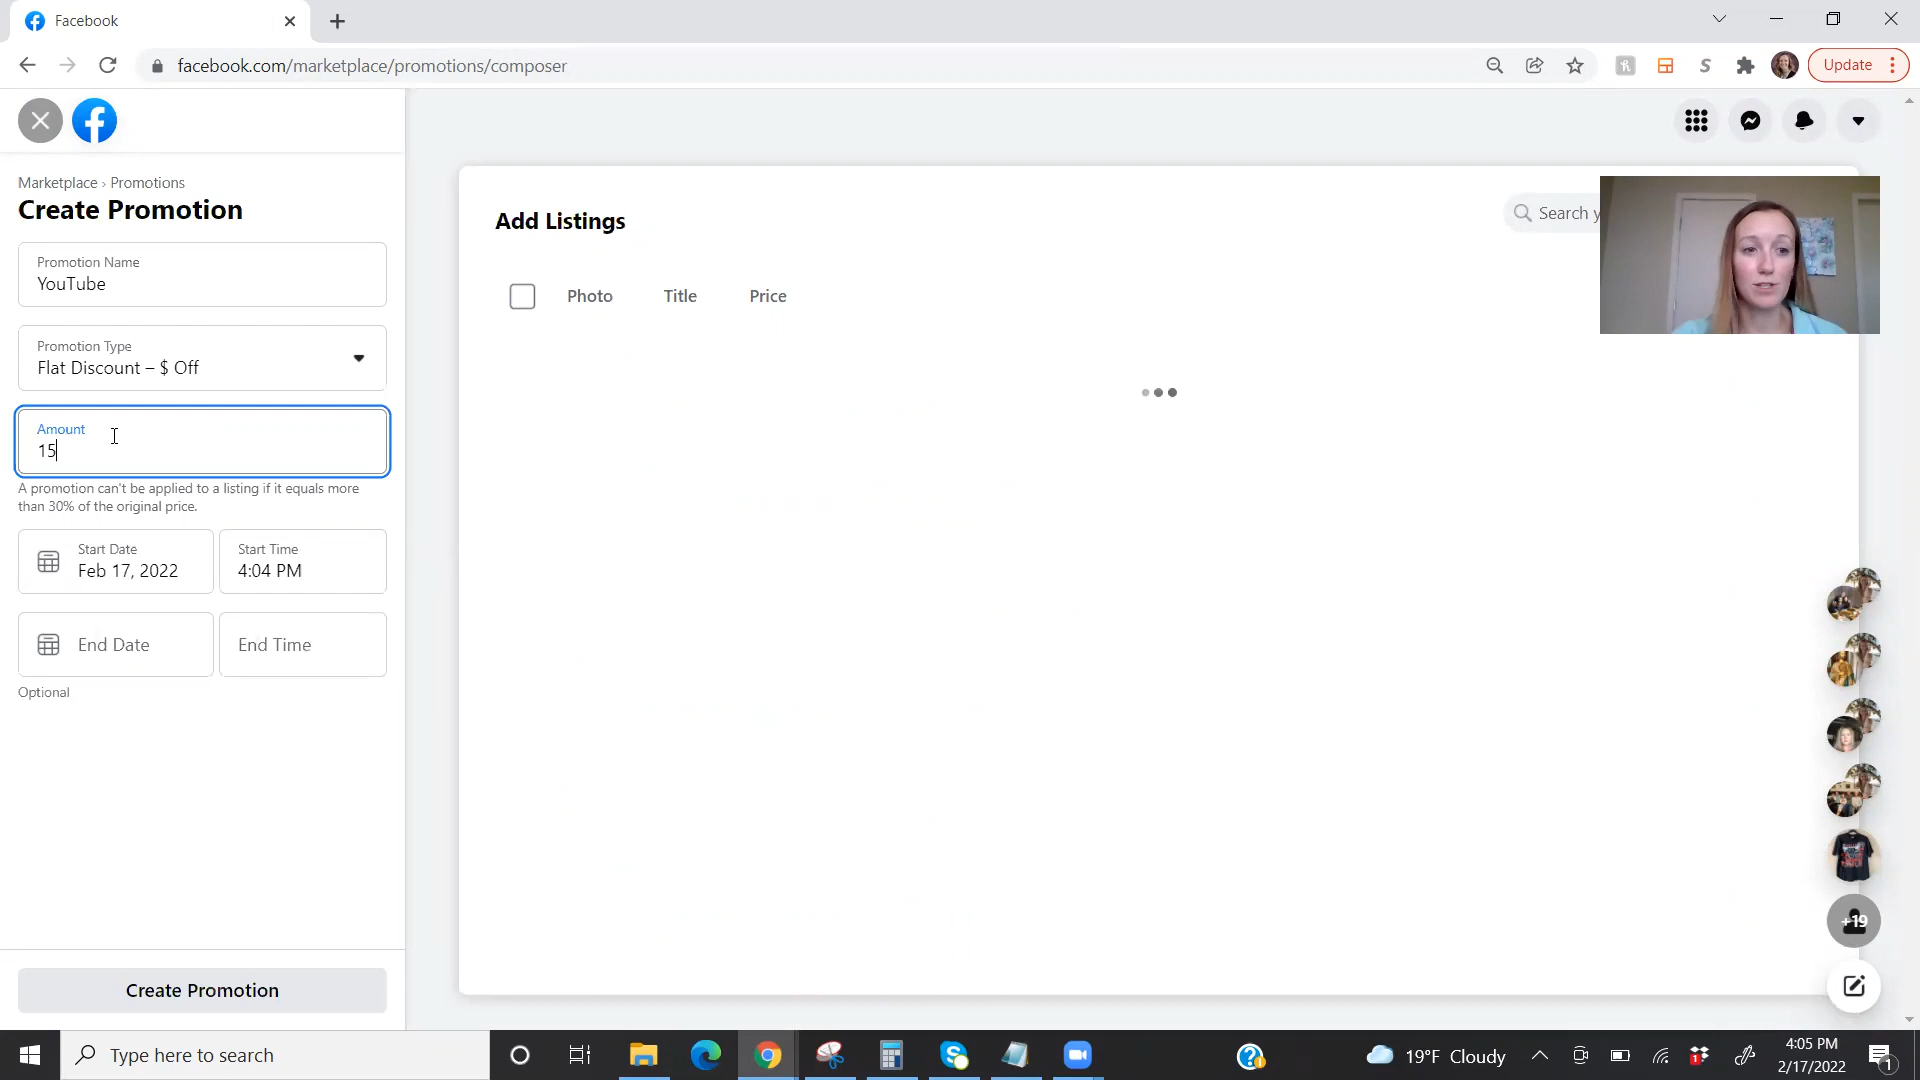 Facebook
facebook.com/marketplace/promotions/composer
Update
Marketplace › Promotions
Create Promotion
Promotion Name
YouTube
Promotion Type
Flat Discount – $ Off
Amount
15
A promotion can't be applied to a listing if it equals more
than 30% of the original price.
Start Date
Feb 17, 2022
Start Time
4:04 PM
End Date
End Time
Optional
Create Promotion
Add Listings
Search y
Photo Title Price
+19
Type here to search
19°F Cloudy
4:05 PM
2/17/2022
1